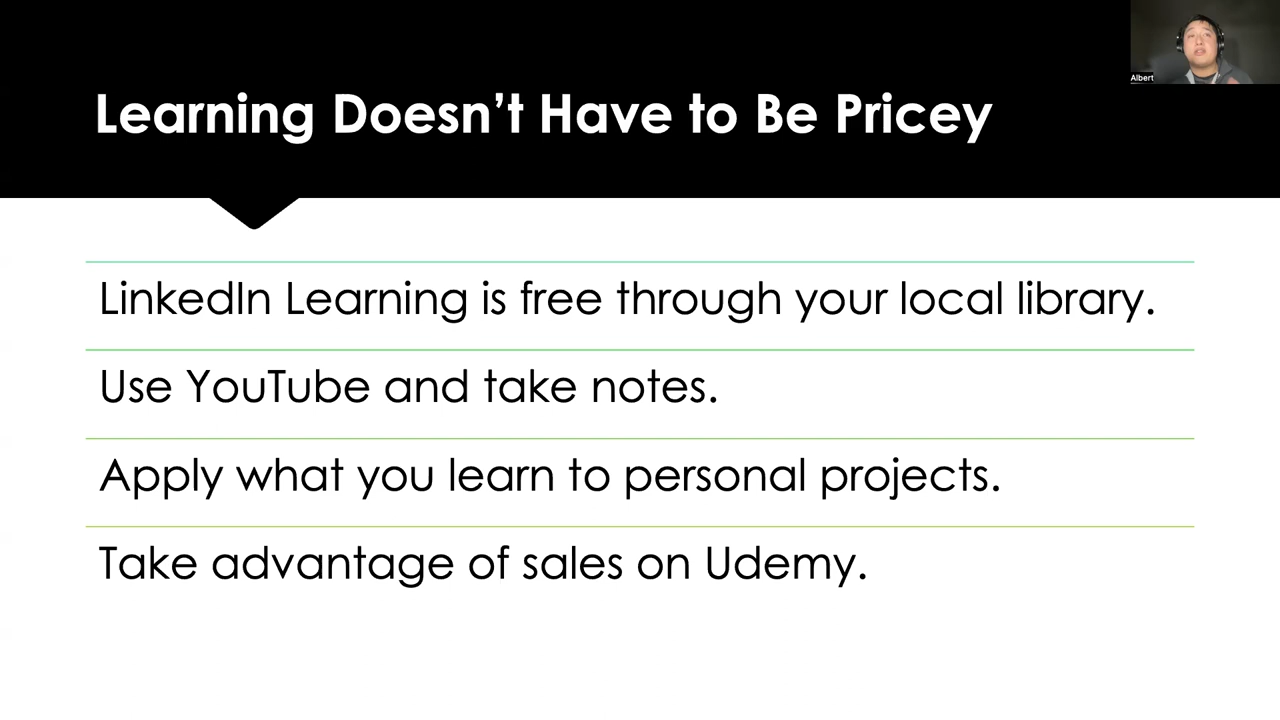 Albert
Learning Doesn’t Have to Be Pricey
LinkedIn Learning is free through your local library.
Use YouTube and take notes.
Apply what you learn to personal projects.
Take advantage of sales on Udemy.